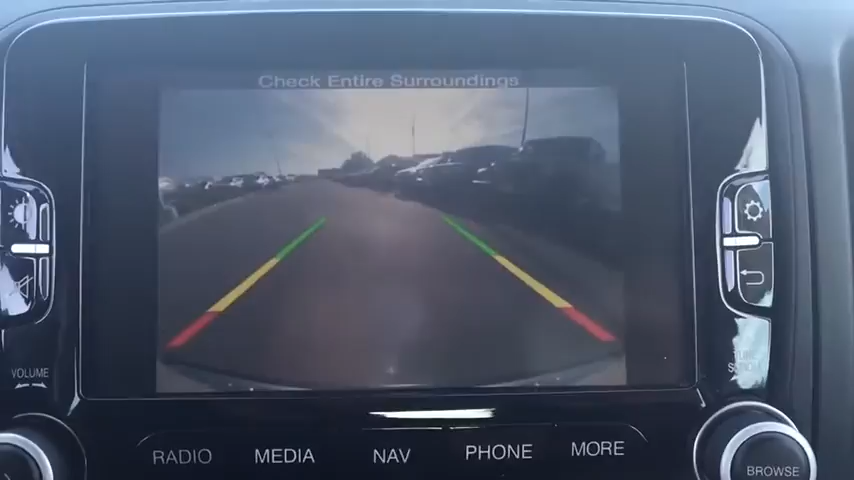 Check Entire Surroundings
VOLUME
RADIO MEDIA NAV PHONE MORE
BROWSE